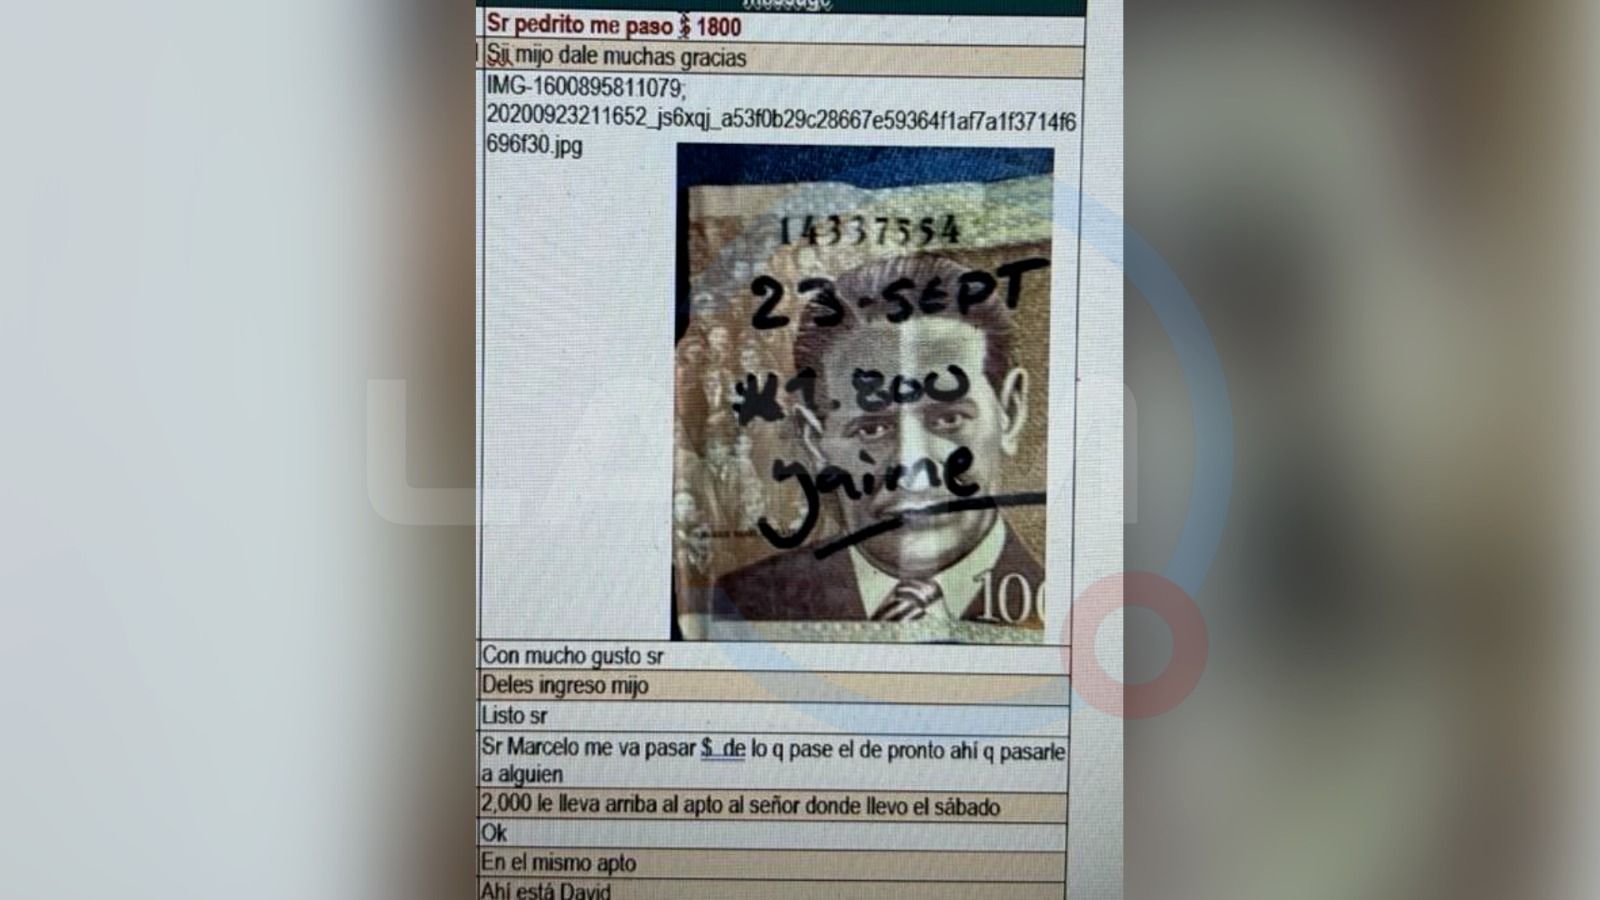 Message
Sr pedrito me paso $ 1800
Sii mijo dale muchas gracias
IMG-1600895811079;
20200923211652_js6xqj_a53f0b29c28667e59364f1af7a1f3714f6
696f30.jpg
14337554
23-SEPT
*1.800
Jaime
100
Con mucho gusto sr
Deles ingreso mijo
Listo sr
Sr Marcelo me va pasar $ de lo q pase el de pronto ahí q pasarle
a alguien
2,000 le lleva arriba al apto al señor donde llevo el sábado
Ok
En el mismo apto
Ahí está David